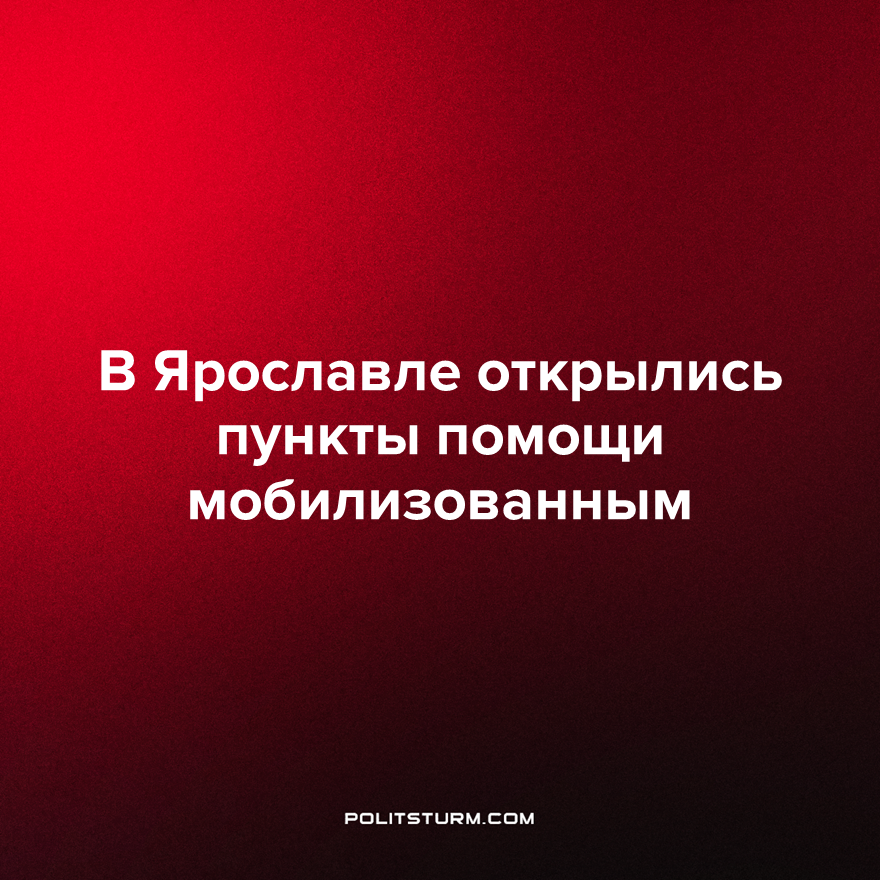 В Ярославле открылись
пункты помощи
мобилизованным
POLITSTURM.COM